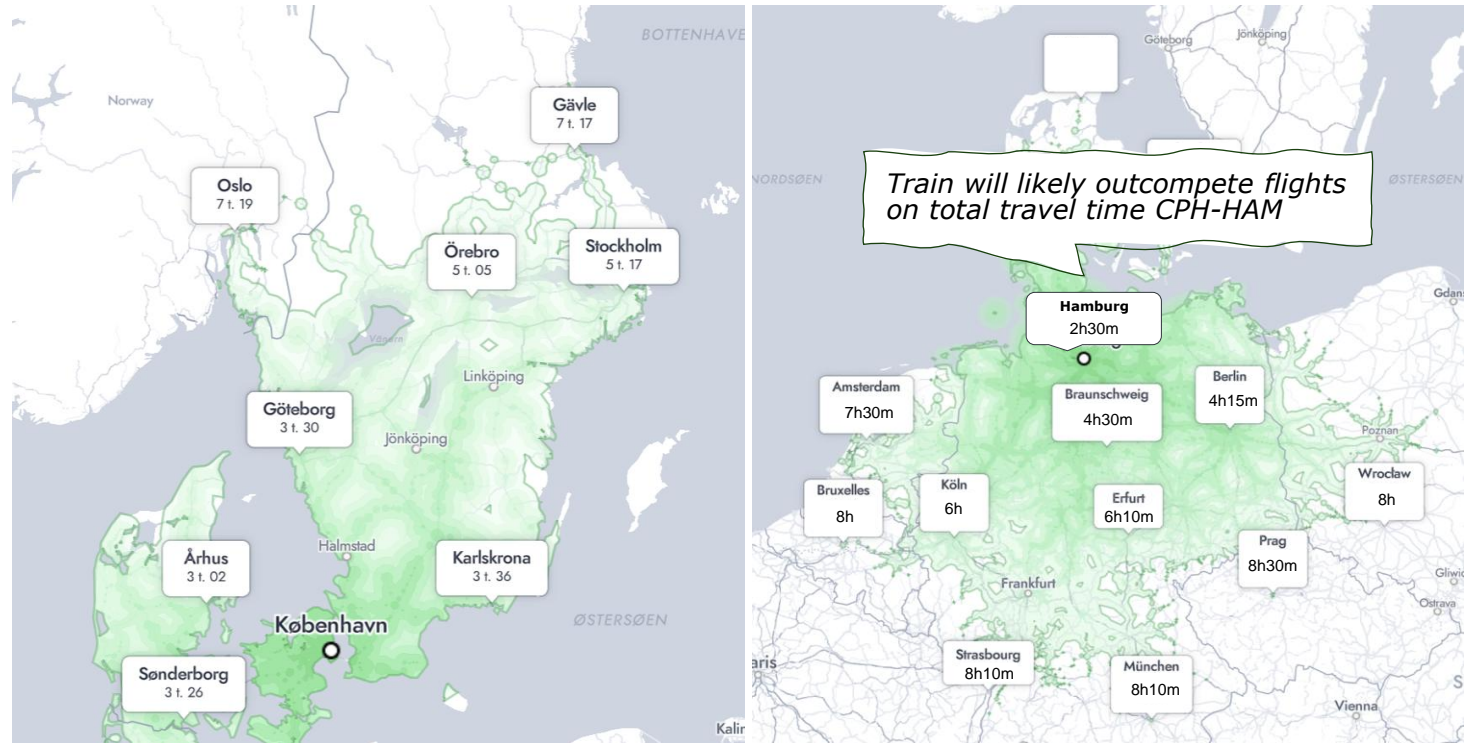 BOTTENHAVE
Norway
Gävle
7 t. 17
Oslo
7 t. 19
Örebro
5 t. 05
Stockholm
5 t. 17
Vänern
Linköping
Göteborg
3 t. 30
Jönköping
Halmstad
Århus
3 t. 02
Karlskrona
3 t. 36
København
ØSTERSØEN
Sønderborg
3 t. 26
Kalin
Göteborg
Jönköping
NORDSØEN
ØSTERSØEN
Train will likely outcompete flights
on total travel time CPH-HAM
Gdans
Hamburg
2h30m
Amsterdam
7h30m
Braunschweig
4h30m
Berlin
4h15m
Poznan
Bruxelles
8h
Köln
6h
Erfurt
6h10m
Wrocław
8h
Prag
8h30m
Frankfurt
Gliwic
Ostrava
Strasbourg
8h10m
München
8h10m
aris
Vienna
S